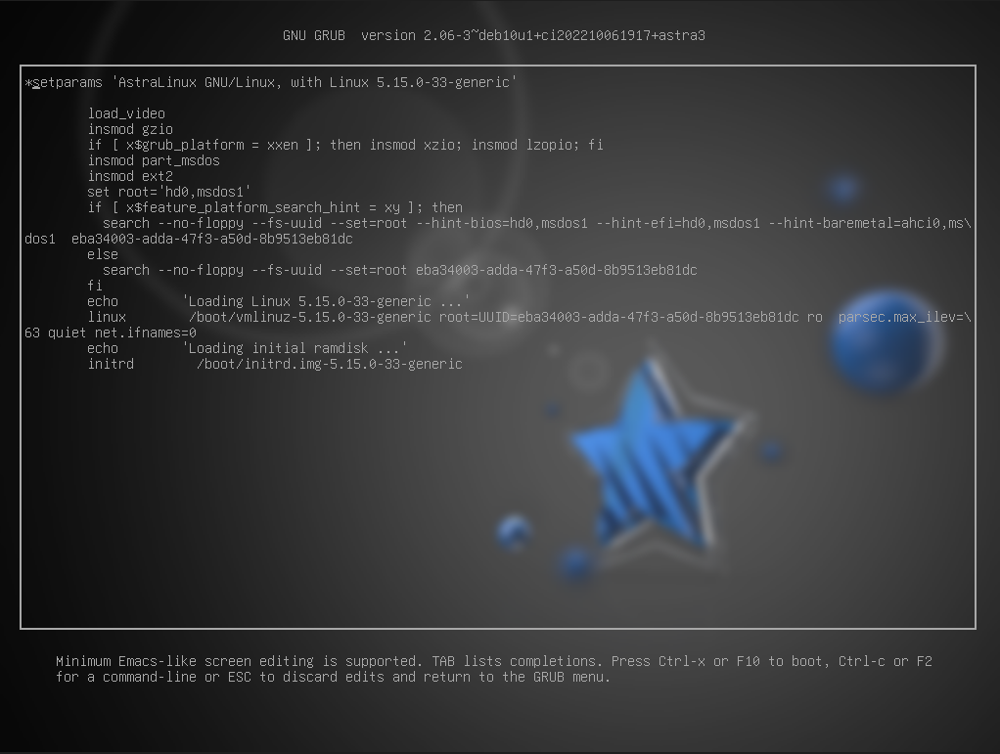 GNU GRUB  version 2.06-3~deb10u1+ci202210061917+astra3
*setparams 'AstraLinux GNU/Linux, with Linux 5.15.0-33-generic'
load_video
insmod gzio
if [ x$grub_platform = xxen ]; then insmod xzio; insmod lzopio; fi
insmod part_msdos
insmod ext2
set root='hd0,msdos1'
if [ x$feature_platform_search_hint = xy ]; then
search --no-floppy --fs-uuid --set=root --hint-bios=hd0,msdos1 --hint-efi=hd0,msdos1 --hint-baremetal=ahci0,ms\
dos1  eba34003-adda-47f3-a50d-8b9513eb81dc
else
search --no-floppy --fs-uuid --set=root eba34003-adda-47f3-a50d-8b9513eb81dc
fi
echo        'Loading Linux 5.15.0-33-generic ...'
linux        /boot/vmlinuz-5.15.0-33-generic root=UUID=eba34003-adda-47f3-a50d-8b9513eb81dc ro  parsec.max_ilev=\
63 quiet net.ifnames=0
echo        'Loading initial ramdisk ...'
initrd        /boot/initrd.img-5.15.0-33-generic
Minimum Emacs-like screen editing is supported. TAB lists completions. Press Ctrl-x or F10 to boot, Ctrl-c or F2
for a command-line or ESC to discard edits and return to the GRUB menu.